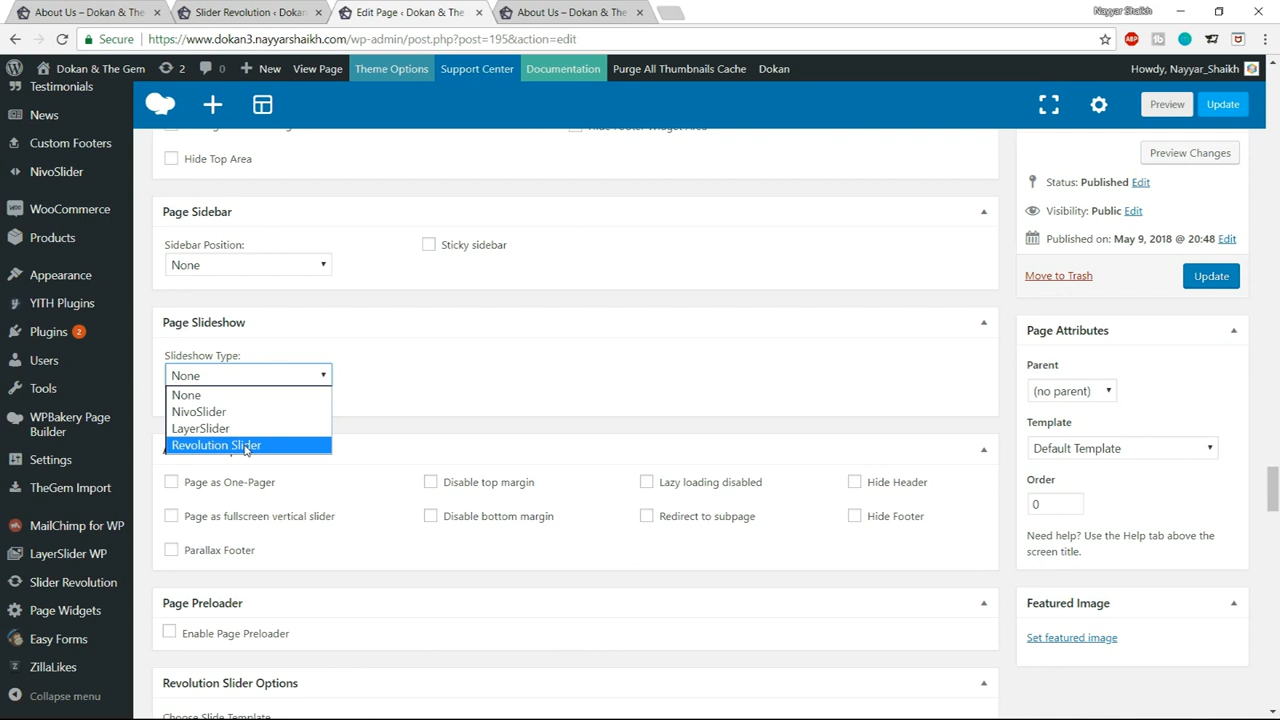 About Us – Dokan & The
Slider Revolution ‹ Dokan
Edit Page ‹ Dokan & The
About Us – Dokan & The
Nayyar Shaikh
Secure
https://www.dokan3.nayyarshaikh.com/wp-admin/post.php?post=195&action=edit
Dokan & The Gem
2
0
New
View Page
Theme Options
Support Center
Documentation
Purge All Thumbnails Cache
Dokan
Howdy, Nayyar_Shaikh
Testimonials
News
Custom Footers
NivoSlider
WooCommerce
Products
Appearance
YITH Plugins
Plugins 2
Users
Tools
WPBakery Page
Builder
Settings
TheGem Import
MailChimp for WP
LayerSlider WP
Slider Revolution
Page Widgets
Easy Forms
ZillaLikes
Collapse menu
Preview
Update
Hide Footer Widget Area
Hide Top Area
Page Sidebar
Sidebar Position:
None
Sticky sidebar
Page Slideshow
Slideshow Type:
None
None
NivoSlider
LayerSlider
Revolution Slider
Page as One-Pager
Disable top margin
Lazy loading disabled
Hide Header
Page as fullscreen vertical slider
Disable bottom margin
Redirect to subpage
Hide Footer
Parallax Footer
Page Preloader
Enable Page Preloader
Revolution Slider Options
Choose Slide Template
Preview Changes
Status: Published Edit
Visibility: Public Edit
Published on: May 9, 2018 @ 20:48 Edit
Move to Trash
Update
Page Attributes
Parent
(no parent)
Template
Default Template
Order
0
Need help? Use the Help tab above the
screen title.
Featured Image
Set featured image